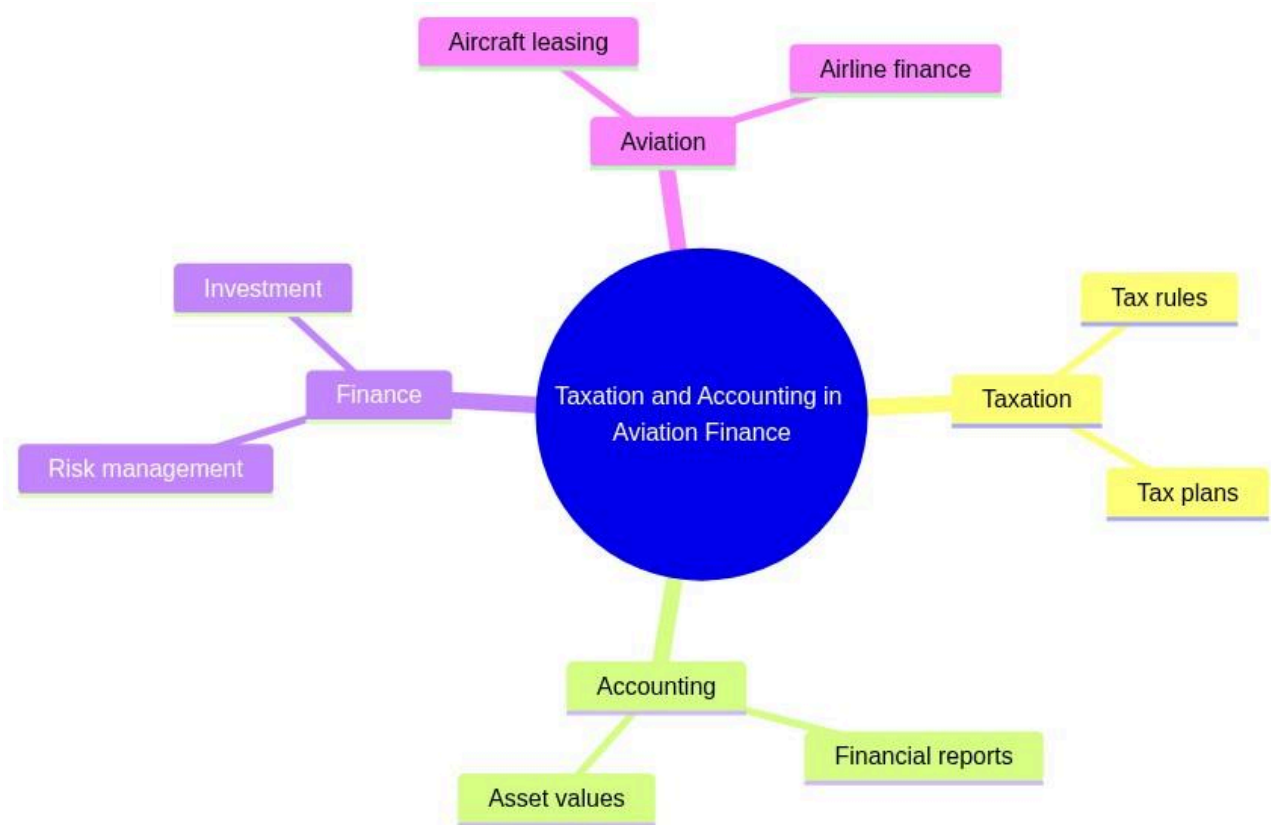 Aircraft leasing
Airline finance
Aviation
Investment
Tax rules
Finance
Taxation and Accounting in
Aviation Finance
Taxation
Risk management
Tax plans
Accounting
Financial reports
Asset values